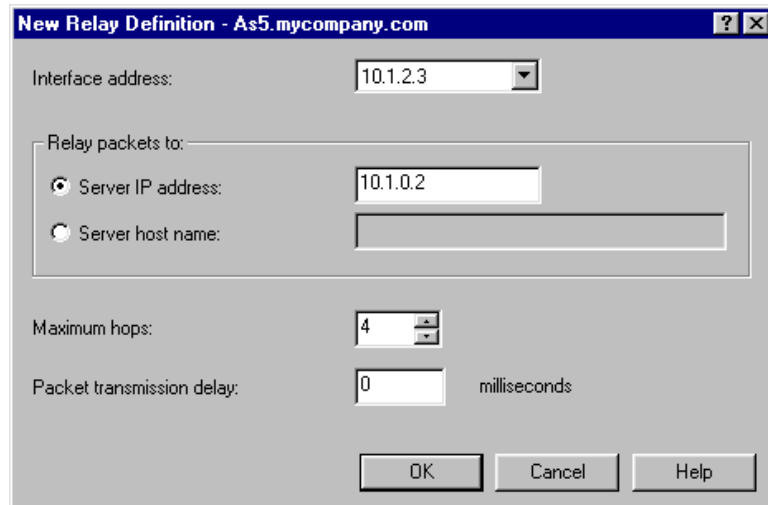 New Relay Definition - As5.mycompany.com
Interface address: 10.1.2.3
Relay packets to:
Server IP address: 10.1.0.2
Server host name:
Maximum hops: 4
Packet transmission delay: 0 milliseconds
OK Cancel Help